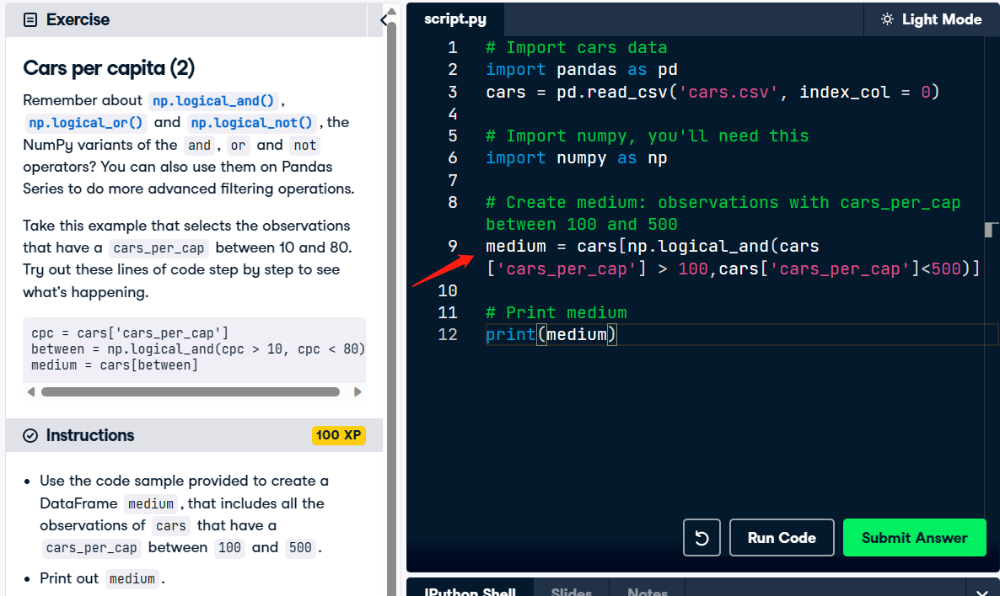 Exercise
Cars per capita (2)
Remember about np.logical_and() ,
np.logical_or() and np.logical_not() , the
NumPy variants of the and , or and not
operators? You can also use them on Pandas
Series to do more advanced filtering operations.
Take this example that selects the observations
that have a cars_per_cap between 10 and 80.
Try out these lines of code step by step to see
what's happening.
cpc = cars['cars_per_cap']
between = np.logical_and(cpc > 10, cpc < 80)
medium = cars[between]
Instructions
100 XP
Use the code sample provided to create a
DataFrame medium , that includes all the
observations of cars that have a
cars_per_cap between 100 and 500 .
Print out medium .
script.py
Light Mode
1 # Import cars data
2 import pandas as pd
3 cars = pd.read_csv('cars.csv', index_col = 0)
4
5 # Import numpy, you'll need this
6 import numpy as np
7
8 # Create medium: observations with cars_per_cap
between 100 and 500
9 medium = cars[np.logical_and(cars
['cars_per_cap'] > 100,cars['cars_per_cap']<500)]
10
11 # Print medium
12 print(medium)
Run Code
Submit Answer
IPython Shell
Slides
Notes